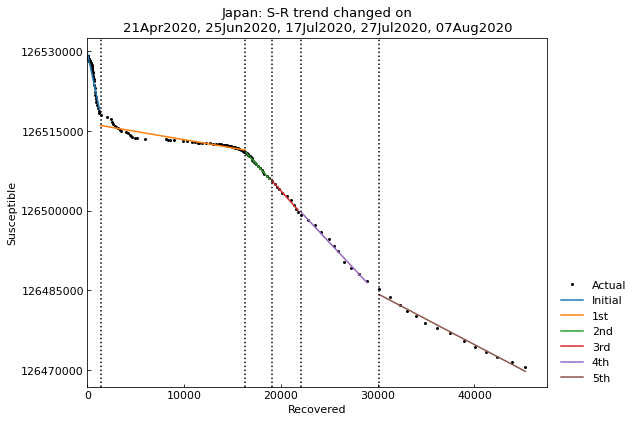 Japan: S-R trend changed on
21Apr2020, 25Jun2020, 17Jul2020, 27Jul2020, 07Aug2020
126530000
126515000
126500000
126485000
126470000
Susceptible
0
10000
20000
30000
40000
Recovered
Actual
Initial
1st
2nd
3rd
4th
5th